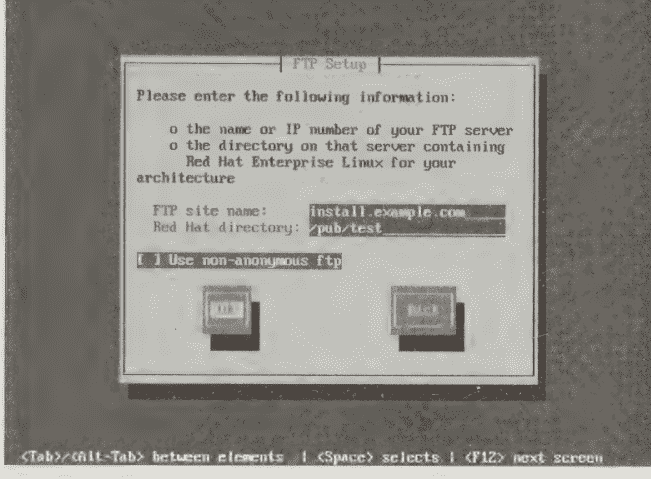 FTP Setup
Please enter the following information:
o the name or IP number of your FTP server
o the directory on that server containing
Red Hat Enterprise Linux for your
architecture
FTP site name: install.example.com
Red Hat directory: /pub/test
[ ] Use non-anonymous ftp
<Tab>/<Alt-Tab> between elements | <Space> selects | <F12> next screen